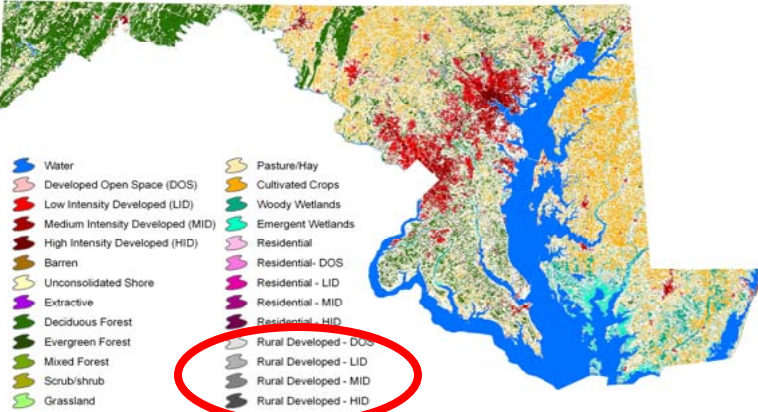 Water
Developed Open Space (DOS)
Low Intensity Developed (LID)
Medium Intensity Developed (MID)
High Intensity Developed (HID)
Barren
Unconsolidated Shore
Extractive
Deciduous Forest
Evergreen Forest
Mixed Forest
Scrub/shrub
Grassland
Pasture/Hay
Cultivated Crops
Woody Wetlands
Emergent Wetlands
Residential
Residential- DOS
Residential - LID
Residential - MID
Residential - HID
Rural Developed - DOS
Rural Developed - LID
Rural Developed - MID
Rural Developed - HID